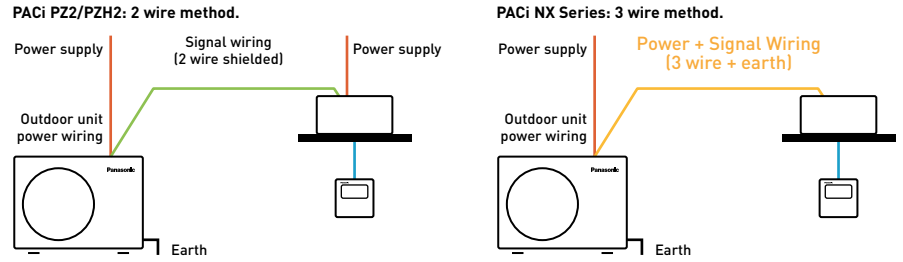 PACi PZ2/PZH2: 2 wire method.
Power supply
Signal wiring
(2 wire shielded)
Power supply
Outdoor unit
power wiring
Panasonic
Earth
PACi NX Series: 3 wire method.
Power supply
Power + Signal Wiring
(3 wire + earth)
Outdoor unit
power wiring
Panasonic
Earth